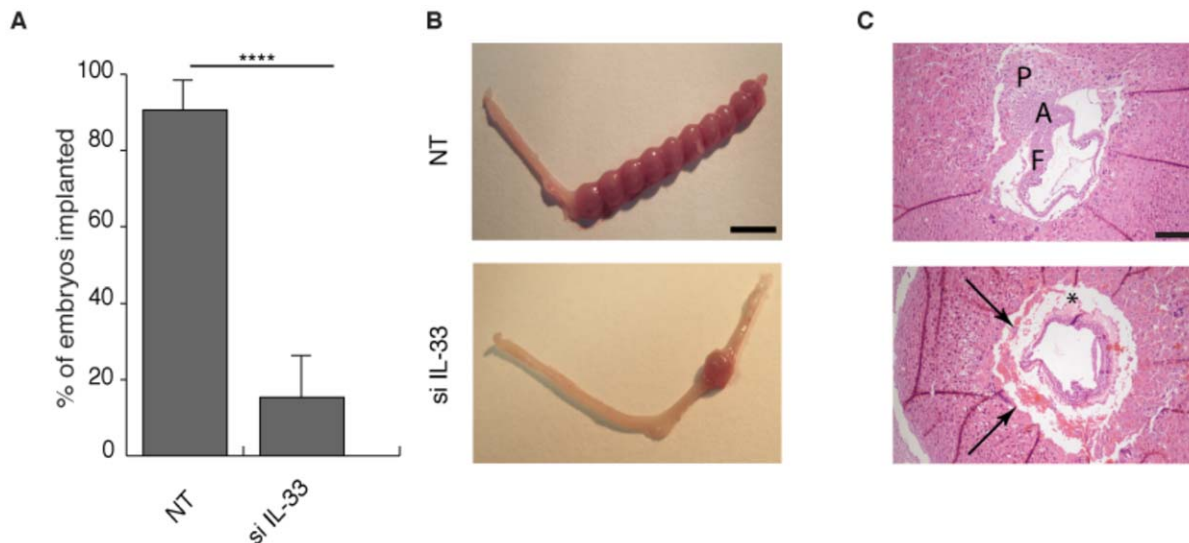 A
% of embryos implanted
100
80
60
40
20
0
****
NT
si IL-33
B
NT
si IL-33
C
P
A
F
*